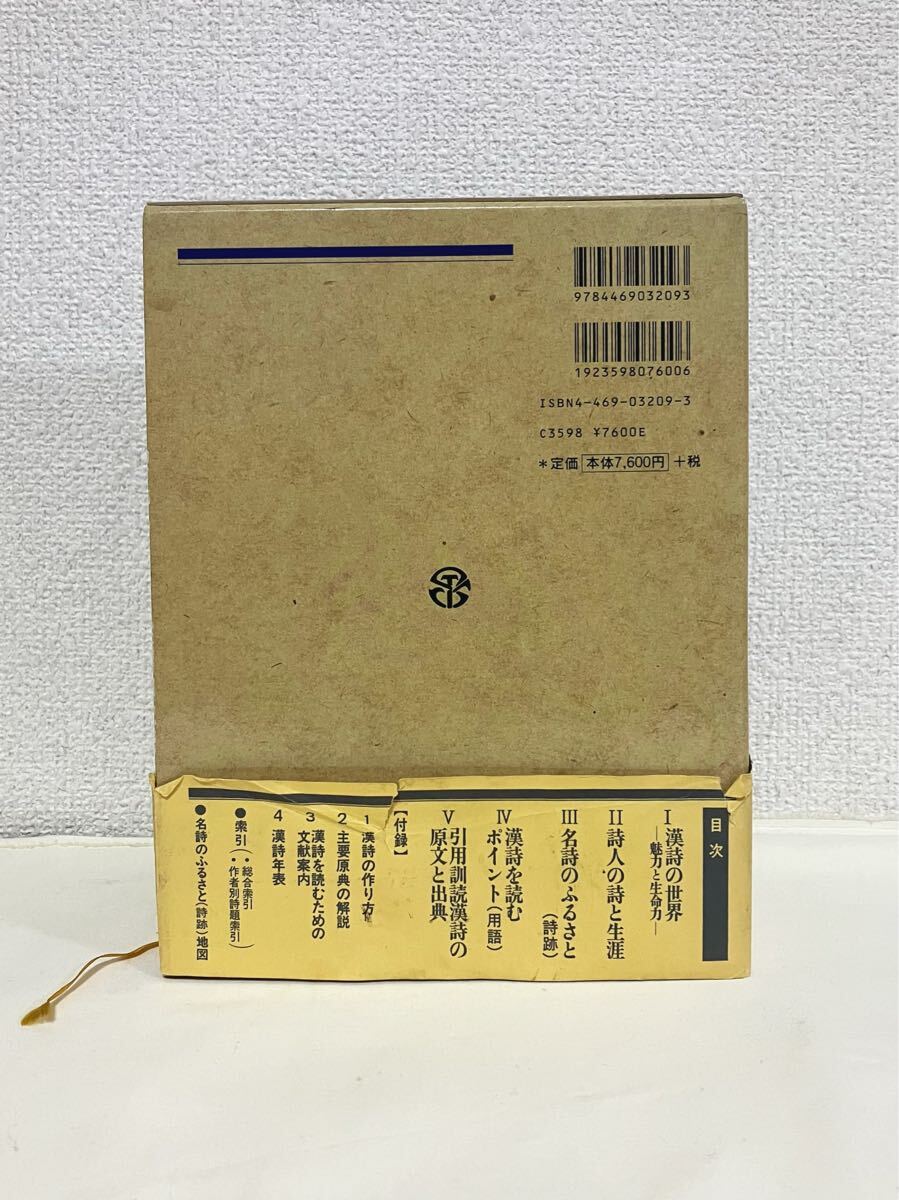 9784469032093
1923598076006
ISBN4-469-03209-3
C3598 ¥7600E
*定価 本体7,600円 +税
目次
I 漢詩の世界
―魅力と生命力―
II 詩人の詩と生涯
III 名詩のふるさと
(詩跡)
IV 漢詩を読む
ポイント(用語)
V 引用訓読漢詩の
原文と出典
【付録】
1 漢詩の作り方
2 主要原典の解説
3 漢詩を読むための
文献案内
4 漢詩年表
●索引(・総合索引
・作者別詩題索引)
●名詩のふるさと(詩跡)地図